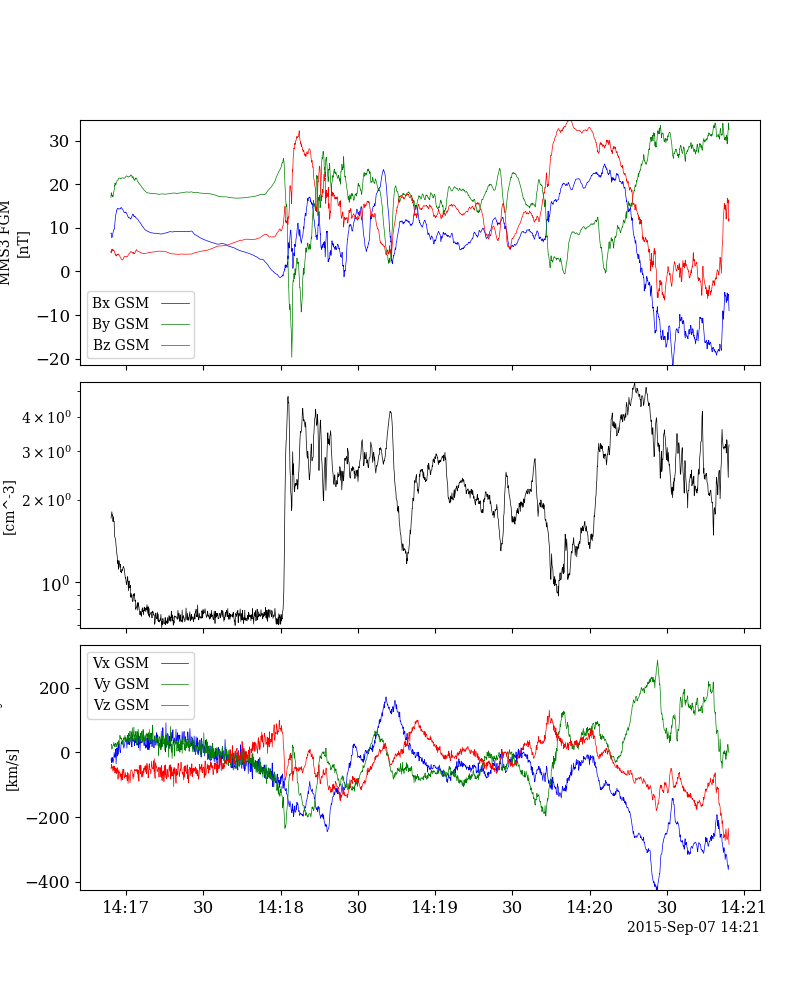 MMS3 FGM
[nT]
30
20
10
0
−10
−20
Bx GSM
By GSM
Bz GSM
[cm^-3]
4 × 10⁰
3 × 10⁰
2 × 10⁰
10⁰
[km/s]
200
0
−200
−400
Vx GSM
Vy GSM
Vz GSM
14:17 30 14:18 30 14:19 30 14:20 30 14:21
2015-Sep-07 14:21